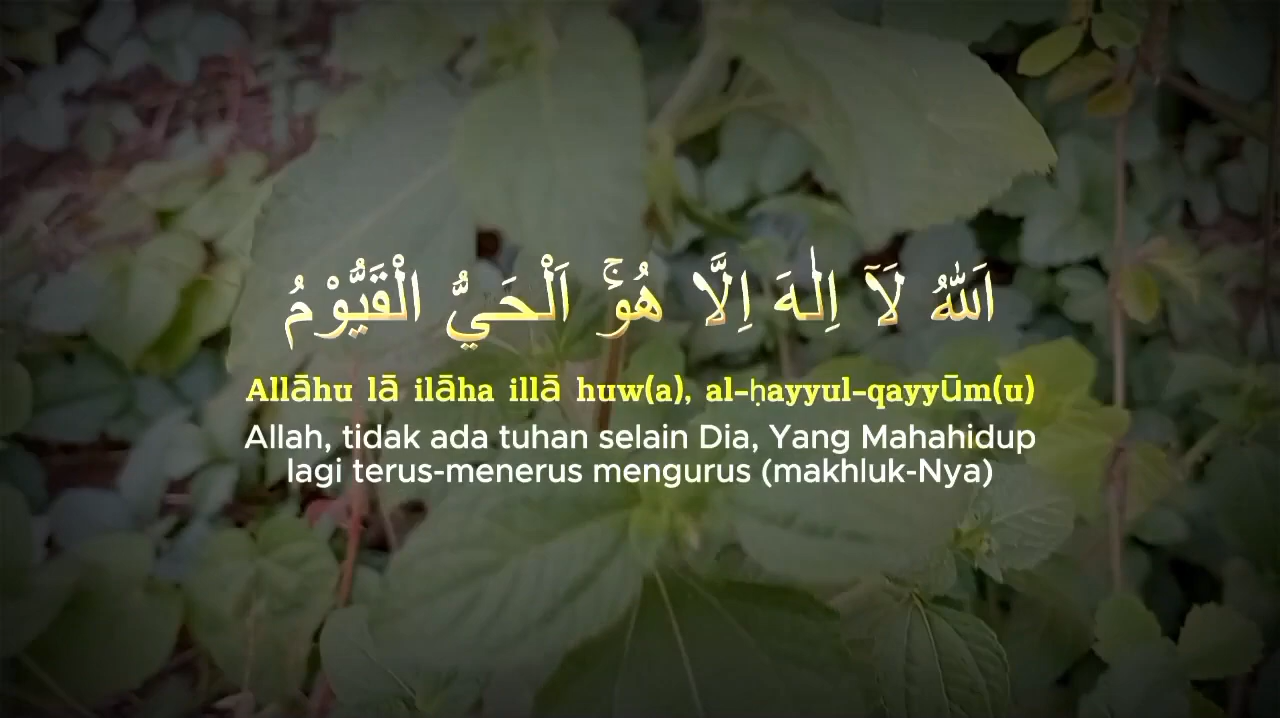 اَللّٰهُ لَآ اِلٰهَ اِلَّا هُوَۚ اَلْحَيُّ الْقَيُّوْمُ
Allāhu lā ilāha illā huw(a), al-ḥayyul-qayyŪm(u)
Allah, tidak ada tuhan selain Dia, Yang Mahahidup
lagi terus-menerus mengurus (makhluk-Nya)